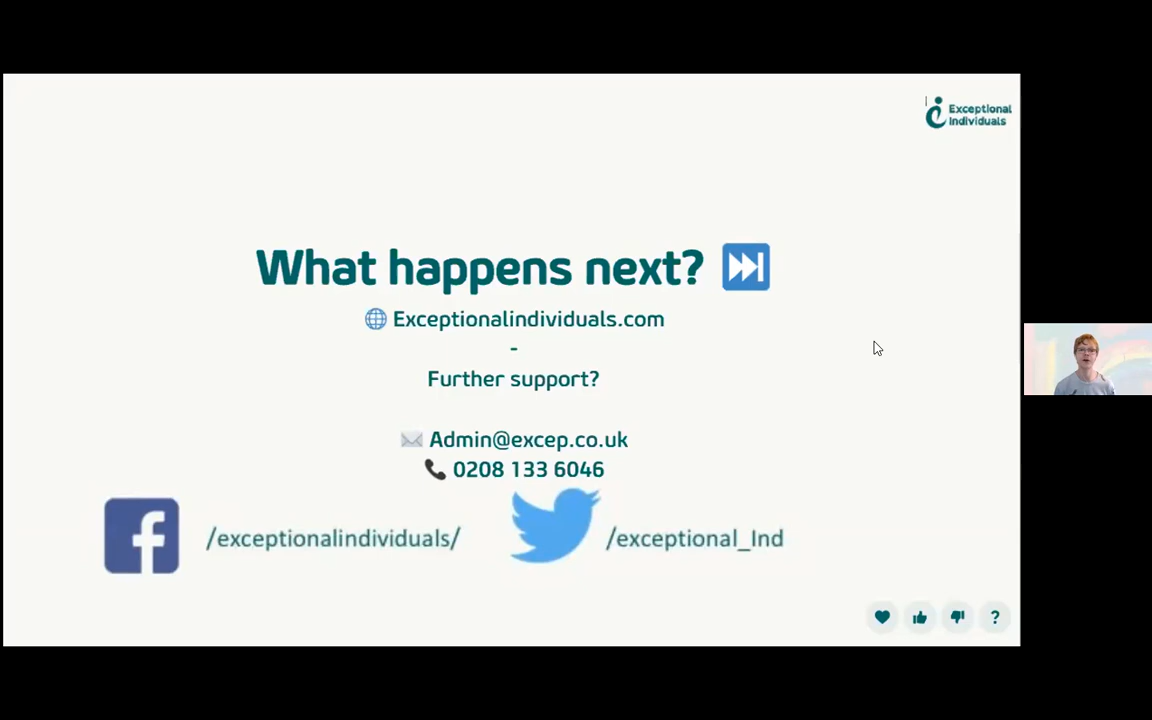 Exceptional
Individuals
What happens next?
Exceptionalindividuals.com
-
Further support?
Admin@excep.co.uk
0208 133 6046
/exceptionalindividuals/
/exceptional_Ind
?